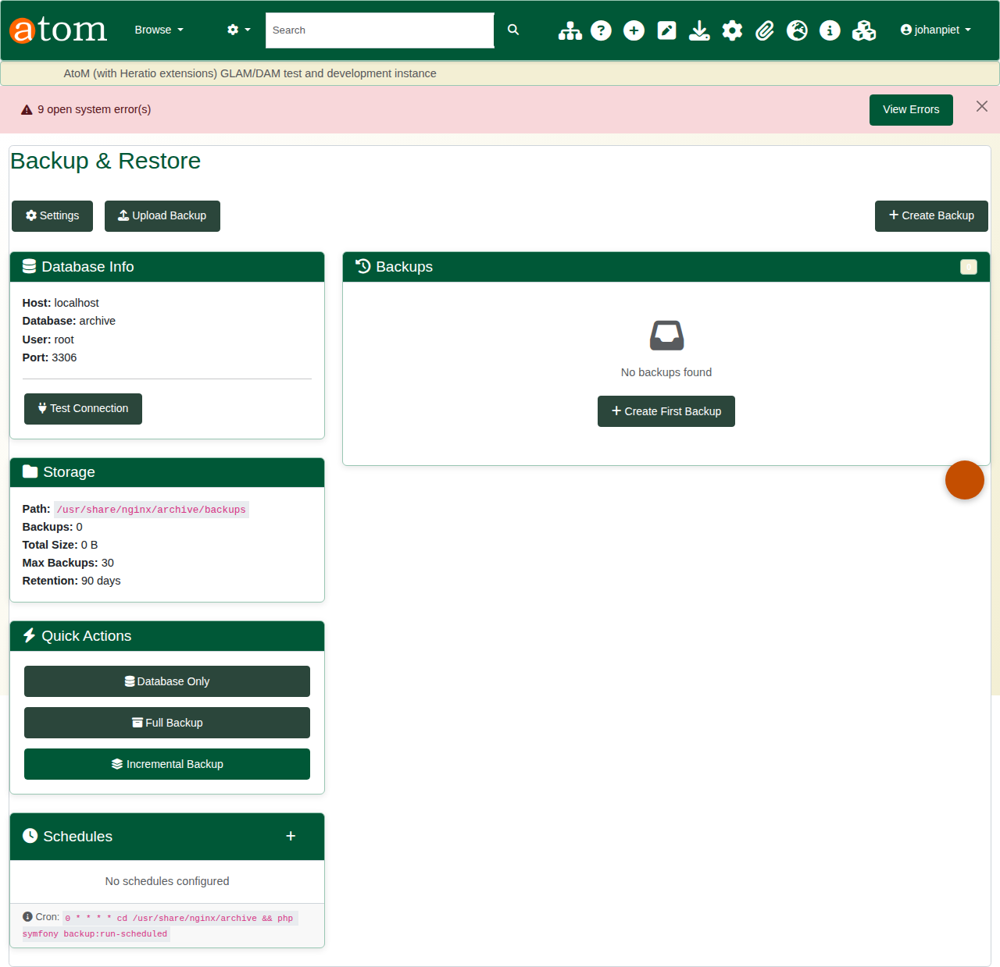 atom
Browse
Search
johanpiet
AtoM (with Heratio extensions) GLAM/DAM test and development instance
9 open system error(s)
View Errors
Backup & Restore
Settings
Upload Backup
Create Backup
Database Info
Host: localhost
Database: archive
User: root
Port: 3306
Test Connection
Backups
0
No backups found
Create First Backup
Storage
Path: /usr/share/nginx/archive/backups
Backups: 0
Total Size: 0 B
Max Backups: 30
Retention: 90 days
Quick Actions
Database Only
Full Backup
Incremental Backup
Schedules
No schedules configured
Cron: 0 * * * * cd /usr/share/nginx/archive && php
symfony backup:run-scheduled